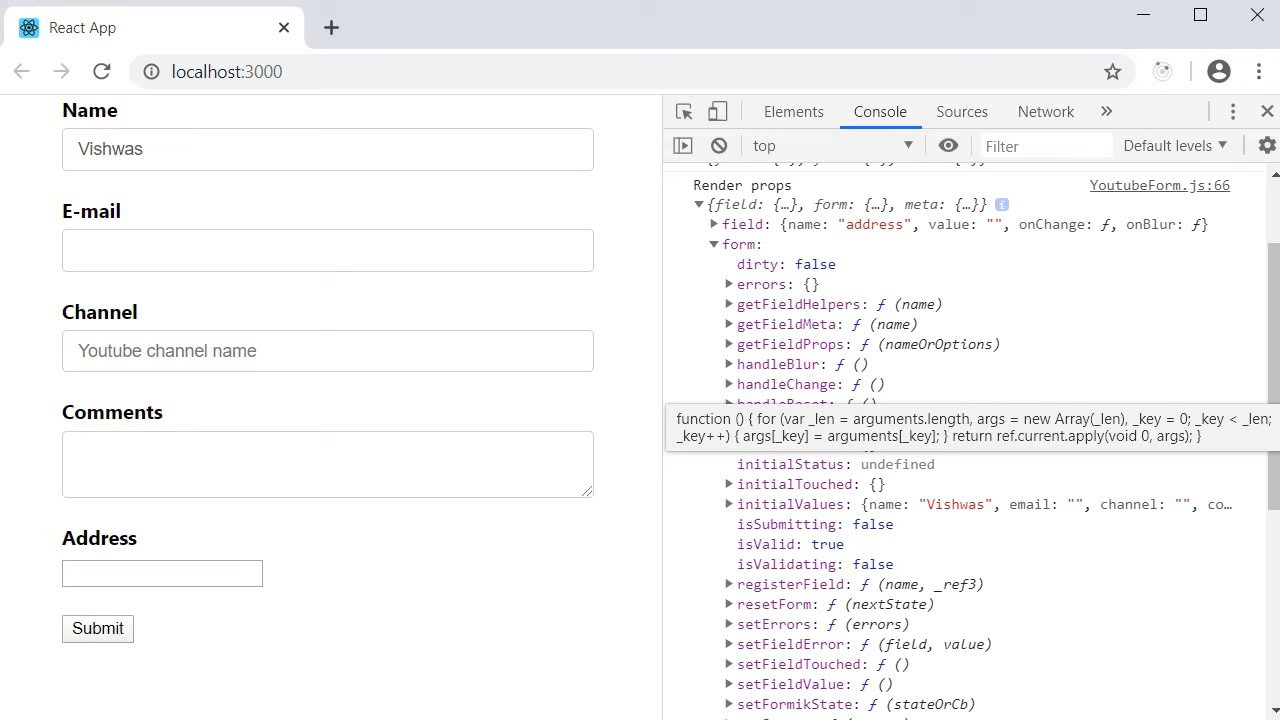 React App
localhost:3000
Name
Vishwas
E-mail
Channel
Youtube channel name
Comments
Address
Submit
Elements Console Sources Network »
top Filter Default levels
Render props YoutubeForm.js:66
{field: {…}, form: {…}, meta: {…}} i
field: {name: "address", value: "", onChange: ƒ, onBlur: ƒ}
form:
dirty: false
errors: {}
getFieldHelpers: ƒ (name)
getFieldMeta: ƒ (name)
getFieldProps: ƒ (nameOrOptions)
handleBlur: ƒ ()
handleChange: ƒ ()
handleReset: ƒ ()
function () { for (var _len = arguments.length, args = new Array(_len), _key = 0; _key < _len;
_key++) { args[_key] = arguments[_key]; } return ref.current.apply(void 0, args); }
initialStatus: undefined
initialTouched: {}
initialValues: {name: "Vishwas", email: "", channel: "", co…
isSubmitting: false
isValid: true
isValidating: false
registerField: ƒ (name, _ref3)
resetForm: ƒ (nextState)
setErrors: ƒ (errors)
setFieldError: ƒ (field, value)
setFieldTouched: ƒ ()
setFieldValue: ƒ ()
setFormikState: ƒ (stateOrCb)